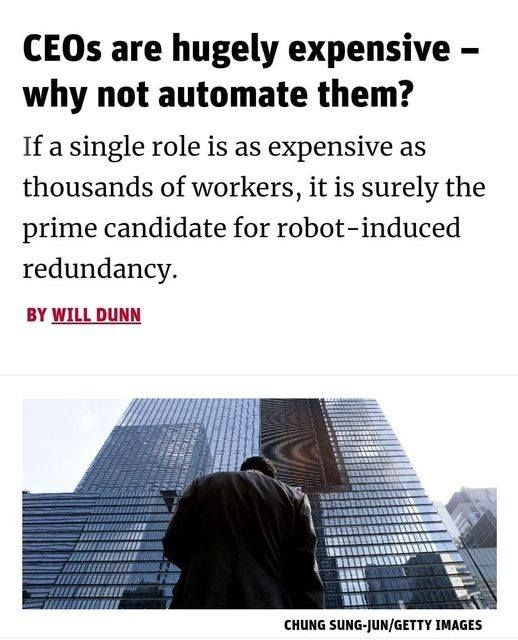 CEOs are hugely expensive –
why not automate them?
If a single role is as expensive as
thousands of workers, it is surely the
prime candidate for robot-induced
redundancy.
BY WILL DUNN
CHUNG SUNG-JUN/GETTY IMAGES